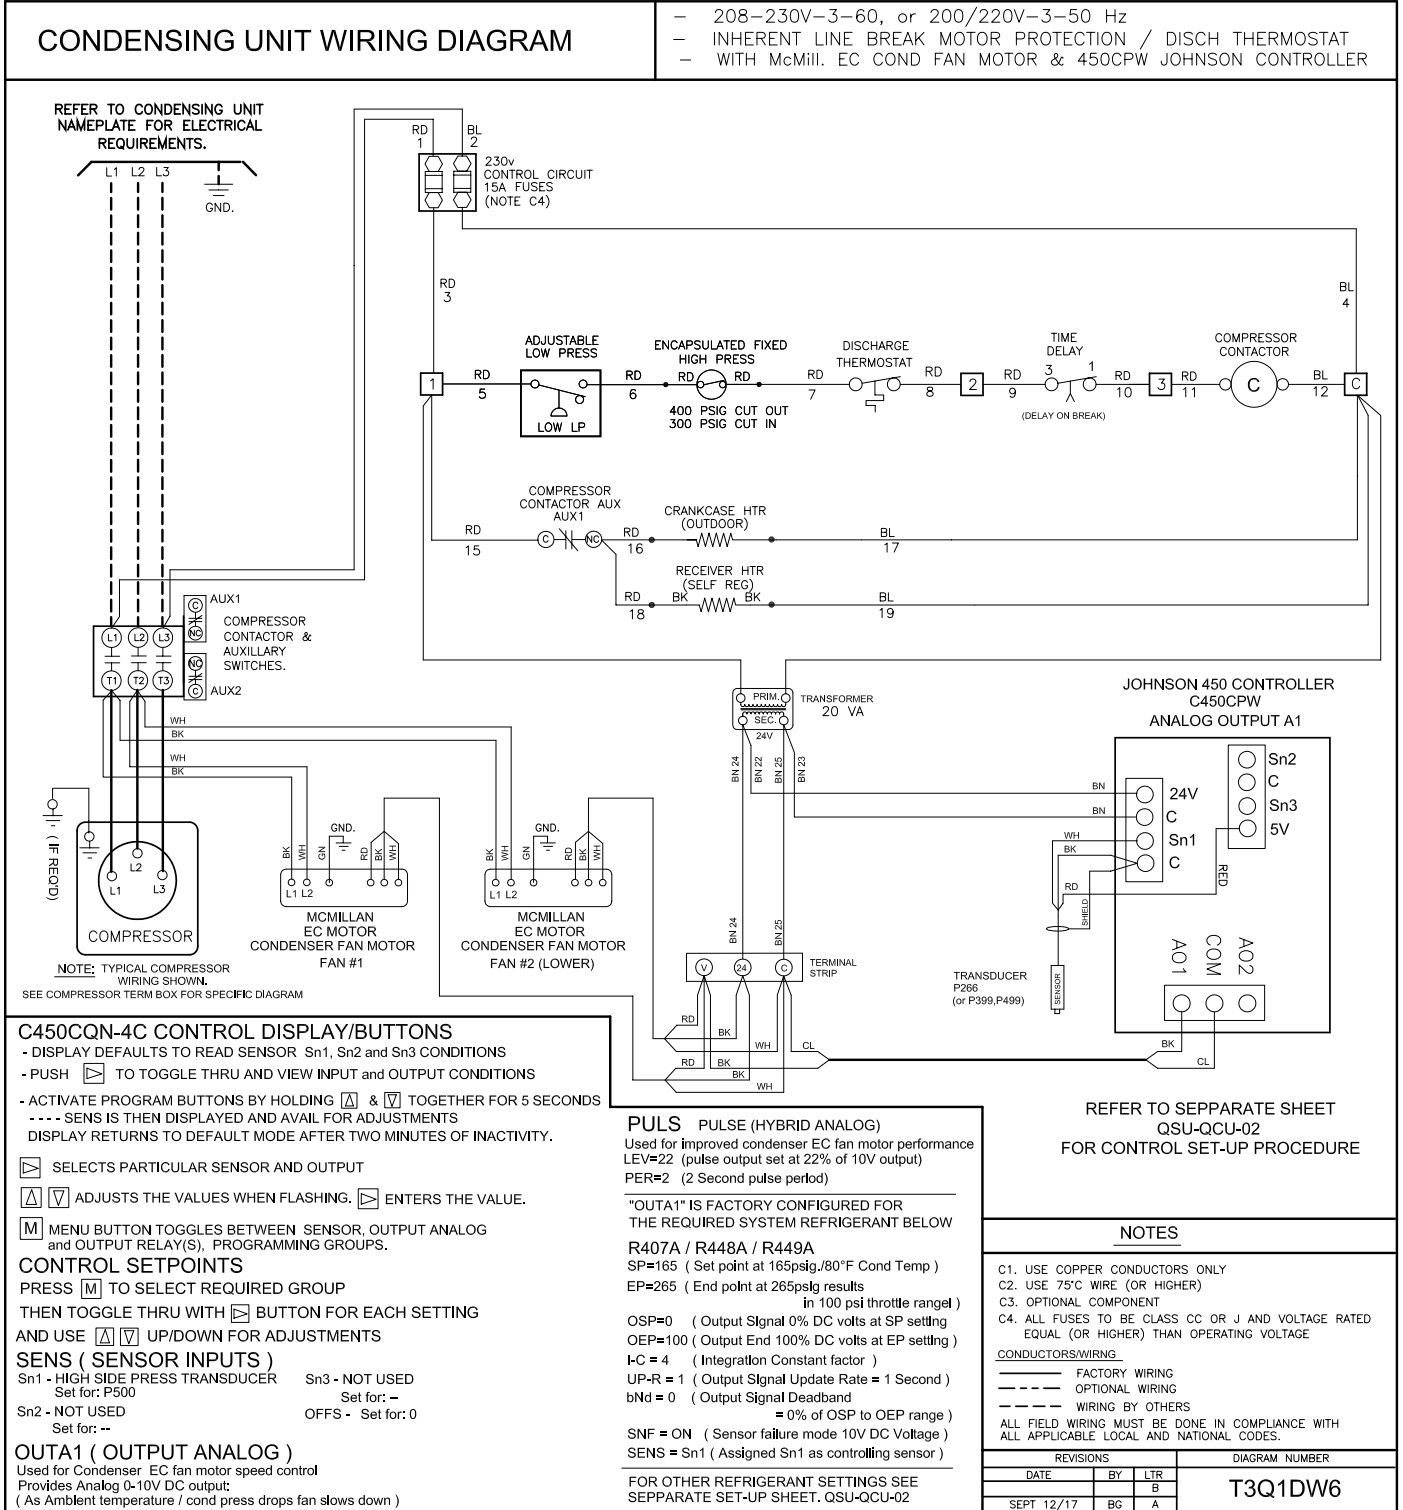 CONDENSING UNIT WIRING DIAGRAM
– 208-230V-3-60, or 200/220V-3-50 Hz
– INHERENT LINE BREAK MOTOR PROTECTION / DISCH THERMOSTAT
– WITH McMill. EC COND FAN MOTOR & 450CPW JOHNSON CONTROLLER
REFER TO CONDENSING UNIT
NAMEPLATE FOR ELECTRICAL
REQUIREMENTS.
L1 L2 L3
GND.
RD
1
BL
2
230v
CONTROL CIRCUIT
15A FUSES
(NOTE C4)
RD
3
BL
4
ADJUSTABLE
LOW PRESS
ENCAPSULATED FIXED
HIGH PRESS
DISCHARGE
THERMOSTAT
TIME
DELAY
COMPRESSOR
CONTACTOR
1
RD
5
LOW LP
RD
6
RD RD
400 PSIG CUT OUT
300 PSIG CUT IN
RD
7
RD
8
2
RD
9
3 1
(DELAY ON BREAK)
RD
10
3
RD
11
C
BL
12
C
COMPRESSOR
CONTACTOR AUX
AUX1
RD
15
C NC
RD
16
CRANKCASE HTR
(OUTDOOR)
BL
17
RECEIVER HTR
(SELF REG)
RD
18
BK BK
BL
19
AUX1
C
NC
COMPRESSOR
CONTACTOR &
AUXILLARY
SWITCHES.
NC
C
AUX2
L1 L2 L3
T1 T2 T3
WH
BK
WH
BK
PRIM.
SEC.
24V
TRANSFORMER
20 VA
BN 24
BN 22
BN 25
BN 23
JOHNSON 450 CONTROLLER
C450CPW
ANALOG OUTPUT A1
Sn2
C
Sn3
5V
24V
C
Sn1
C
BN
BN
WH
BK
RD
RED
SHIELD
SENSOR
TRANSDUCER
P266
(or P399,P499)
AO1
COM
AO2
BK
CL
( IF REQ'D)
L1 L2 L3
COMPRESSOR
NOTE: TYPICAL COMPRESSOR
WIRING SHOWN.
SEE COMPRESSOR TERM BOX FOR SPECIFIC DIAGRAM
GND.
BK
WH
GN
RD
BK
WH
L1 L2
MCMILLAN
EC MOTOR
CONDENSER FAN MOTOR
FAN #1
GND.
BK
WH
GN
RD
BK
WH
L1 L2
MCMILLAN
EC MOTOR
CONDENSER FAN MOTOR
FAN #2 (LOWER)
BN 24
BN 25
V 24 C
TERMINAL
STRIP
RD
BK
WH
CL
RD
BK
BK
WH
REFER TO SEPPARATE SHEET
QSU-QCU-02
FOR CONTROL SET-UP PROCEDURE
C450CQN-4C CONTROL DISPLAY/BUTTONS
- DISPLAY DEFAULTS TO READ SENSOR Sn1, Sn2 and Sn3 CONDITIONS
- PUSH ▷ TO TOGGLE THRU AND VIEW INPUT and OUTPUT CONDITIONS
- ACTIVATE PROGRAM BUTTONS BY HOLDING △ & ▽ TOGETHER FOR 5 SECONDS
- - - - SENS IS THEN DISPLAYED AND AVAIL FOR ADJUSTMENTS
DISPLAY RETURNS TO DEFAULT MODE AFTER TWO MINUTES OF INACTIVITY.
▷ SELECTS PARTICULAR SENSOR AND OUTPUT
△ ▽ ADJUSTS THE VALUES WHEN FLASHING. ▷ ENTERS THE VALUE.
M MENU BUTTON TOGGLES BETWEEN SENSOR, OUTPUT ANALOG
and OUTPUT RELAY(S), PROGRAMMING GROUPS.
CONTROL SETPOINTS
PRESS M TO SELECT REQUIRED GROUP
THEN TOGGLE THRU WITH ▷ BUTTON FOR EACH SETTING
AND USE △ ▽ UP/DOWN FOR ADJUSTMENTS
SENS ( SENSOR INPUTS )
Sn1 - HIGH SIDE PRESS TRANSDUCER
Set for: P500
Sn2 - NOT USED
Set for: --
Sn3 - NOT USED
Set for: –
OFFS - Set for: 0
OUTA1 ( OUTPUT ANALOG )
Used for Condenser EC fan motor speed control
Provides Analog 0-10V DC output:
( As Ambient temperature / cond press drops fan slows down )
PULS PULSE (HYBRID ANALOG)
Used for improved condenser EC fan motor performance
LEV=22 (pulse output set at 22% of 10V output)
PER=2 (2 Second pulse period)
"OUTA1" IS FACTORY CONFIGURED FOR
THE REQUIRED SYSTEM REFRIGERANT BELOW
R407A / R448A / R449A
SP=165 ( Set point at 165psig./80°F Cond Temp )
EP=265 ( End point at 265psig results
in 100 psi throttle rangel )
OSP=0 ( Output Signal 0% DC volts at SP setting
OEP=100 ( Output End 100% DC volts at EP setting )
I-C = 4 ( Integration Constant factor )
UP-R = 1 ( Output Signal Update Rate = 1 Second )
bNd = 0 ( Output Signal Deadband
= 0% of OSP to OEP range )
SNF = ON ( Sensor failure mode 10V DC Voltage )
SENS = Sn1 ( Assigned Sn1 as controlling sensor )
FOR OTHER REFRIGERANT SETTINGS SEE
SEPPARATE SET-UP SHEET. QSU-QCU-02
NOTES
C1. USE COPPER CONDUCTORS ONLY
C2. USE 75°C WIRE (OR HIGHER)
C3. OPTIONAL COMPONENT
C4. ALL FUSES TO BE CLASS CC OR J AND VOLTAGE RATED
EQUAL (OR HIGHER) THAN OPERATING VOLTAGE
CONDUCTORS/WIRNG
FACTORY WIRING
OPTIONAL WIRING
WIRING BY OTHERS
ALL FIELD WIRING MUST BE DONE IN COMPLIANCE WITH
ALL APPLICABLE LOCAL AND NATIONAL CODES.
REVISIONS
DATE BY LTR
B
SEPT 12/17 BG A
DIAGRAM NUMBER
T3Q1DW6